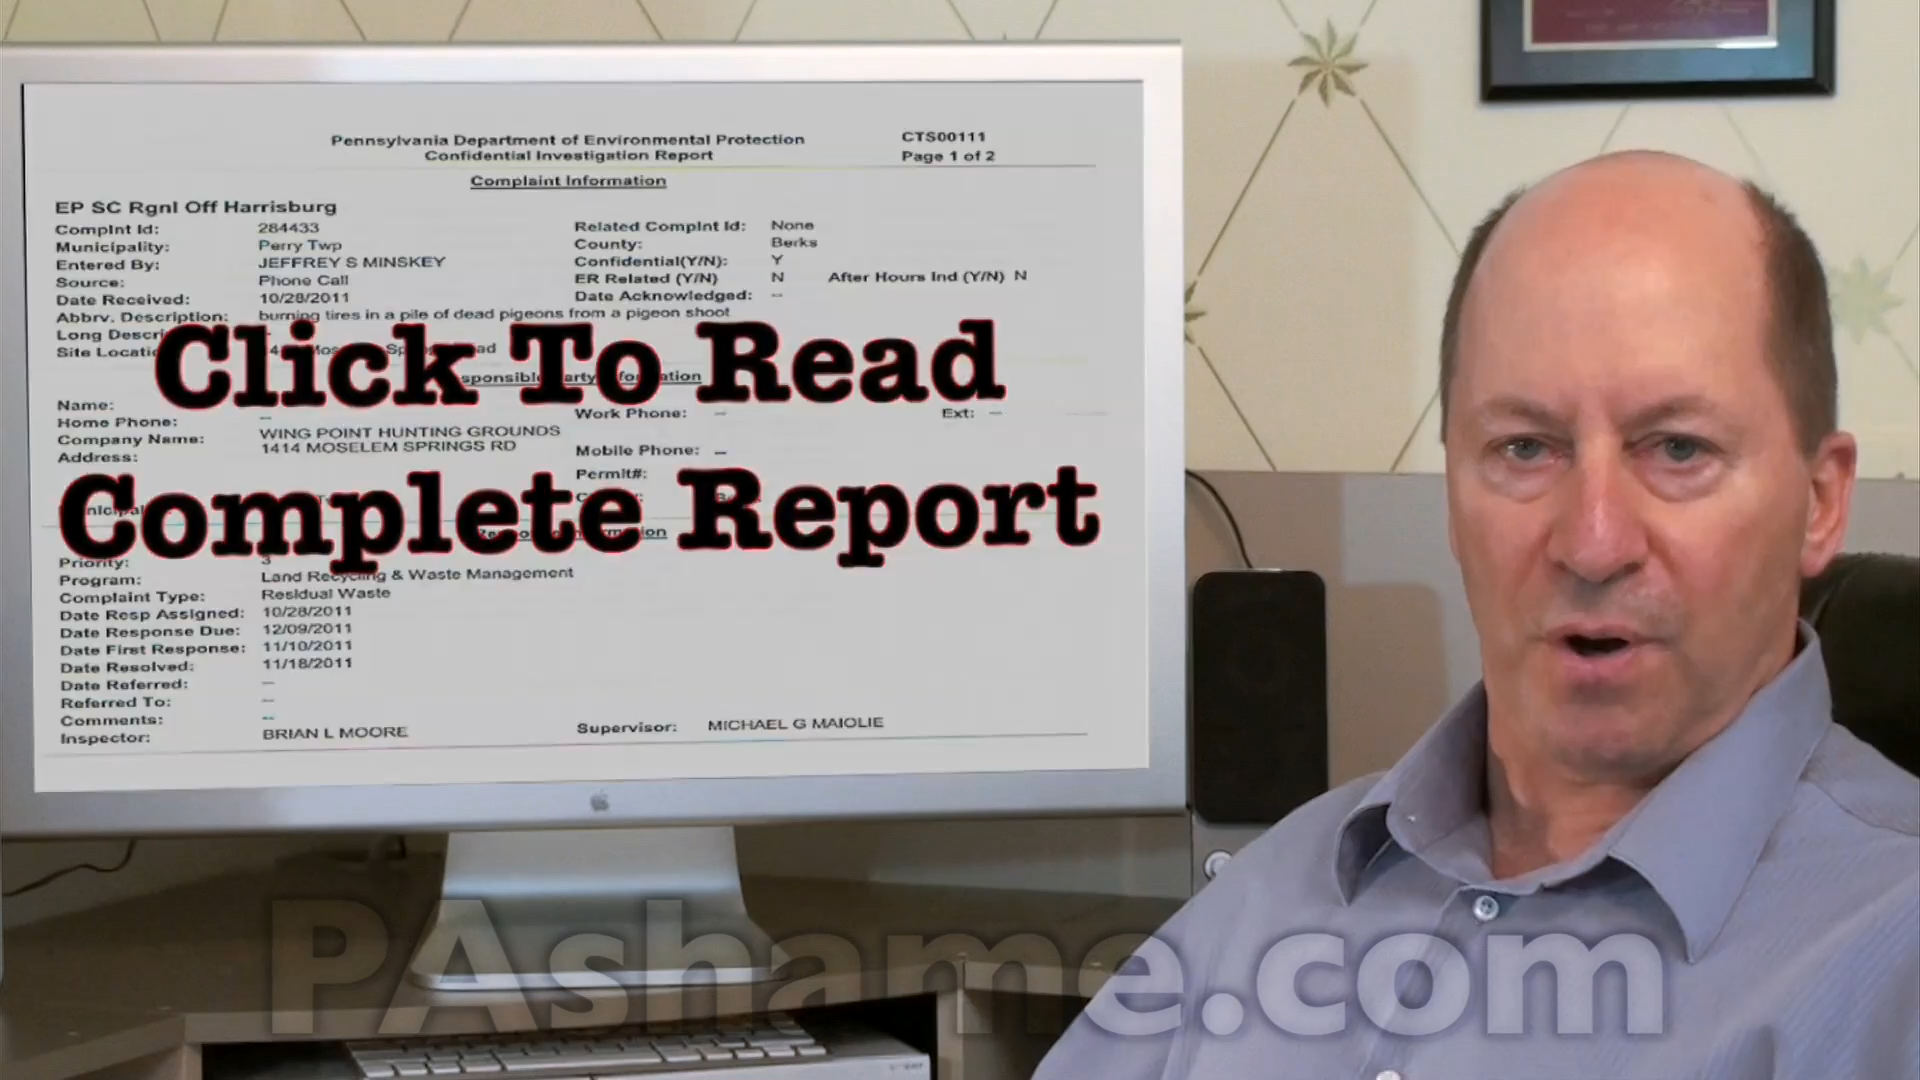 Pennsylvania Department of Environmental Protection
CTS00111
Confidential Investigation Report
Page 1 of 2
Complaint Information
EP SC Rgnl Off Harrisburg
Complnt Id: 284433 Related Complnt Id: None
Municipality: Perry Twp County: Berks
Entered By: JEFFREY S MINSKEY Confidential(Y/N): Y
Source: Phone Call ER Related (Y/N) N After Hours Ind (Y/N) N
Date Received: 10/28/2011 Date Acknowledged: --
Abbrv. Description: burning tires in a pile of dead pigeons from a pigeon shoot
Long
Site
Click To Read
Name:
Home Phone: -- Work Phone: -- Ext: --
Company Name: WING POINT HUNTING GROUNDS
Address: 1414 MOSELEM SPRINGS RD Mobile Phone: --
Permit#:
Complete Report
Priority: 3
Program: Land Recycling & Waste Management
Complaint Type: Residual Waste
Date Resp Assigned: 10/28/2011
Date Response Due: 12/09/2011
Date First Response: 11/10/2011
Date Resolved: 11/18/2011
Date Referred: --
Referred To: --
Comments: --
Inspector: BRIAN L MOORE Supervisor: MICHAEL G MAIOLIE
PAshame.com